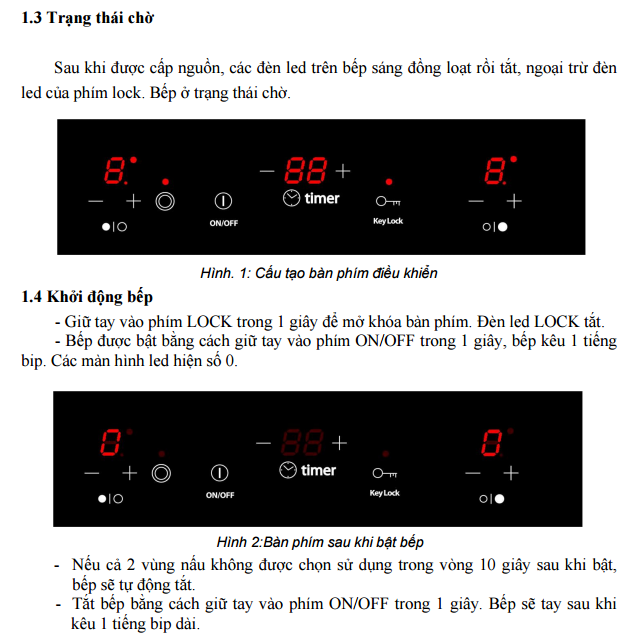 1.3 Trạng thái chờ
Sau khi được cấp nguồn, các đèn led trên bếp sáng đồng loạt rồi tắt, ngoại trừ đèn
led của phím lock. Bếp ở trạng thái chờ.
8. 88 8.
timer
ON/OFF KeyLock
Hình. 1: Cấu tạo bàn phím điều khiển
1.4 Khởi động bếp
- Giữ tay vào phím LOCK trong 1 giây để mở khóa bàn phím. Đèn led LOCK tắt.
- Bếp được bật bằng cách giữ tay vào phím ON/OFF trong 1 giây, bếp kêu 1 tiếng
bip. Các màn hình led hiện số 0.
0 88 0
timer
ON/OFF KeyLock
Hình 2:Bàn phím sau khi bật bếp
- Nếu cả 2 vùng nấu không được chọn sử dụng trong vòng 10 giây sau khi bật,
bếp sẽ tự động tắt.
- Tắt bếp bằng cách giữ tay vào phím ON/OFF trong 1 giây. Bếp sẽ tay sau khi
kêu 1 tiếng bip dài.